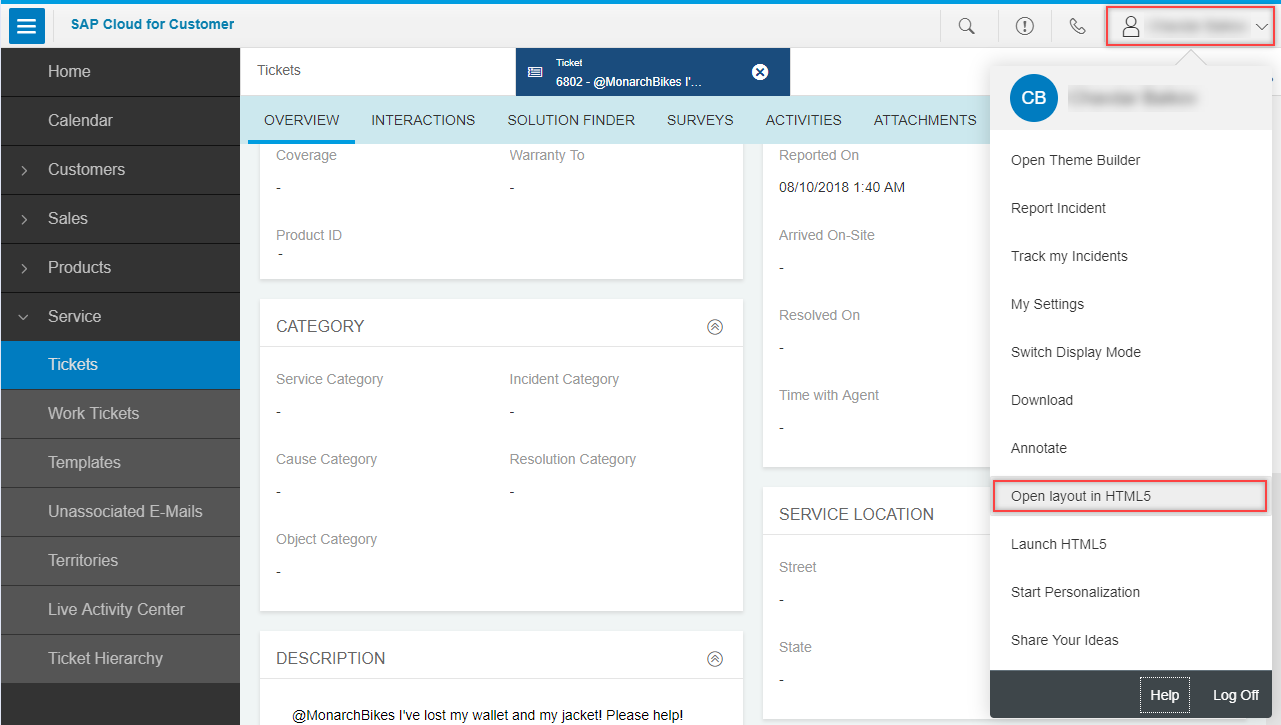 SAP Cloud for Customer
Home
Calendar
Customers
Sales
Products
Service
Tickets
Work Tickets
Templates
Unassociated E-Mails
Territories
Live Activity Center
Ticket Hierarchy
Tickets
Ticket
6802 - @MonarchBikes I'...
OVERVIEW INTERACTIONS SOLUTION FINDER SURVEYS ACTIVITIES ATTACHMENTS
Coverage Warranty To
- -
Product ID
-
CATEGORY
Service Category Incident Category
- -
Cause Category Resolution Category
- -
Object Category
-
DESCRIPTION
@MonarchBikes I've lost my wallet and my jacket! Please help!
Reported On
08/10/2018 1:40 AM
Arrived On-Site
-
Resolved On
-
Time with Agent
-
SERVICE LOCATION
Street
-
State
-
CB
Open Theme Builder
Report Incident
Track my Incidents
My Settings
Switch Display Mode
Download
Annotate
Open layout in HTML5
Launch HTML5
Start Personalization
Share Your Ideas
Help Log Off